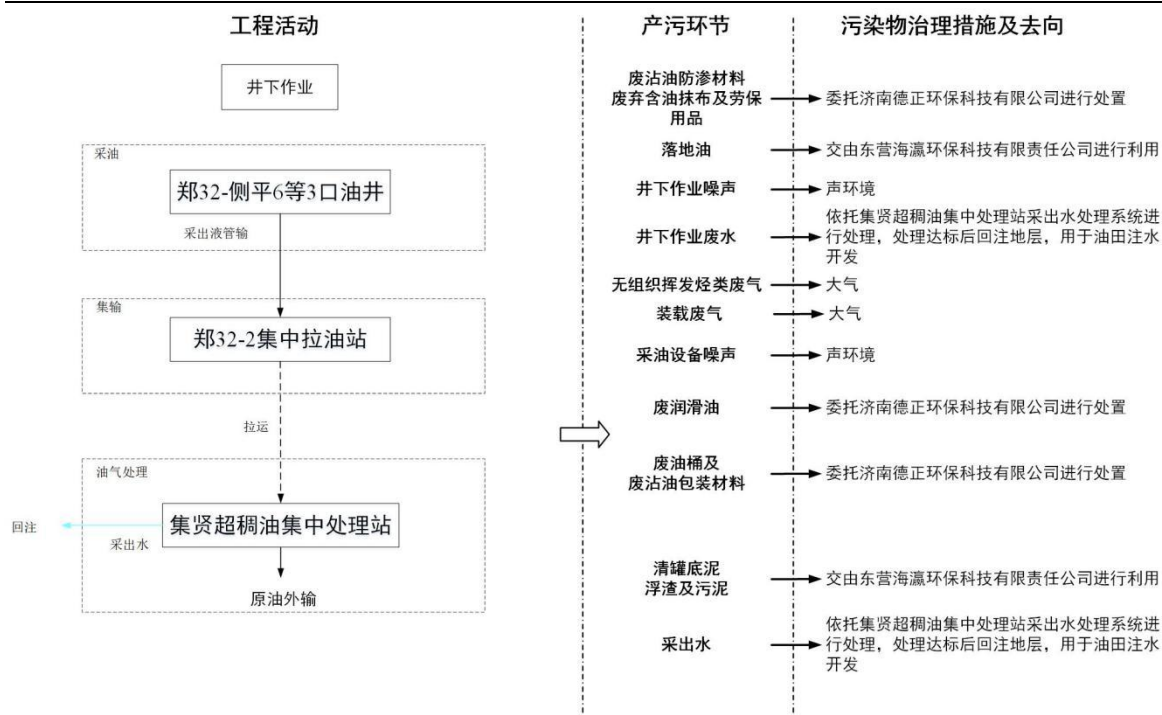 工程活动
产污环节
污染物治理措施及去向
井下作业
采油
郑32-侧平6等3口油井
采出液管输
集输
郑32-2集中拉油站
拉运
油气处理
集贤超稠油集中处理站
回注
采出水
原油外输
废沾油防渗材料
废弃含油抹布及劳保
用品
委托济南德正环保科技有限公司进行处置
落地油
交由东营海瀛环保科技有限责任公司进行利用
井下作业噪声
声环境
井下作业废水
依托集贤超稠油集中处理站采出水处理系统进
行处理，处理达标后回注地层，用于油田注水
开发
无组织挥发烃类废气
大气
装载废气
大气
采油设备噪声
声环境
废润滑油
委托济南德正环保科技有限公司进行处置
废油桶及
废沾油包装材料
委托济南德正环保科技有限公司进行处置
清罐底泥
浮渣及污泥
交由东营海瀛环保科技有限责任公司进行利用
采出水
依托集贤超稠油集中处理站采出水处理系统进
行处理，处理达标后回注地层，用于油田注水
开发